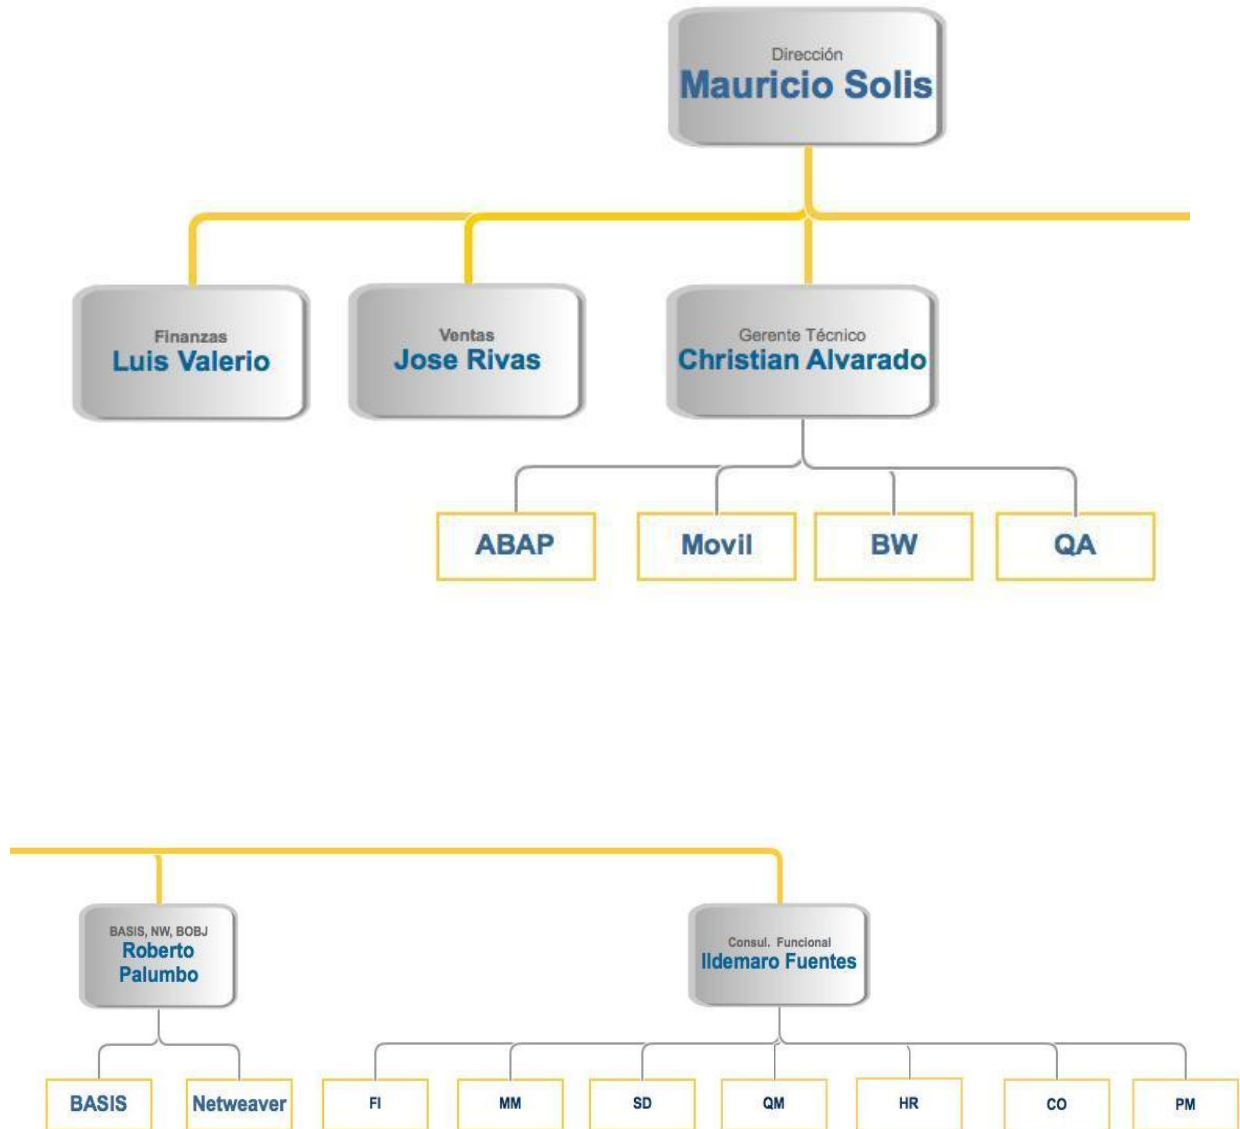 Dirección
Mauricio Solis
Finanzas
Luis Valerio
Ventas
Jose Rivas
Gerente Técnico
Christian Alvarado
ABAP
Movil
BW
QA
BASIS, NW, BOBJ
Roberto
Palumbo
Consul. Funcional
Ildemaro Fuentes
BASIS
Netweaver
FI
MM
SD
QM
HR
CO
PM